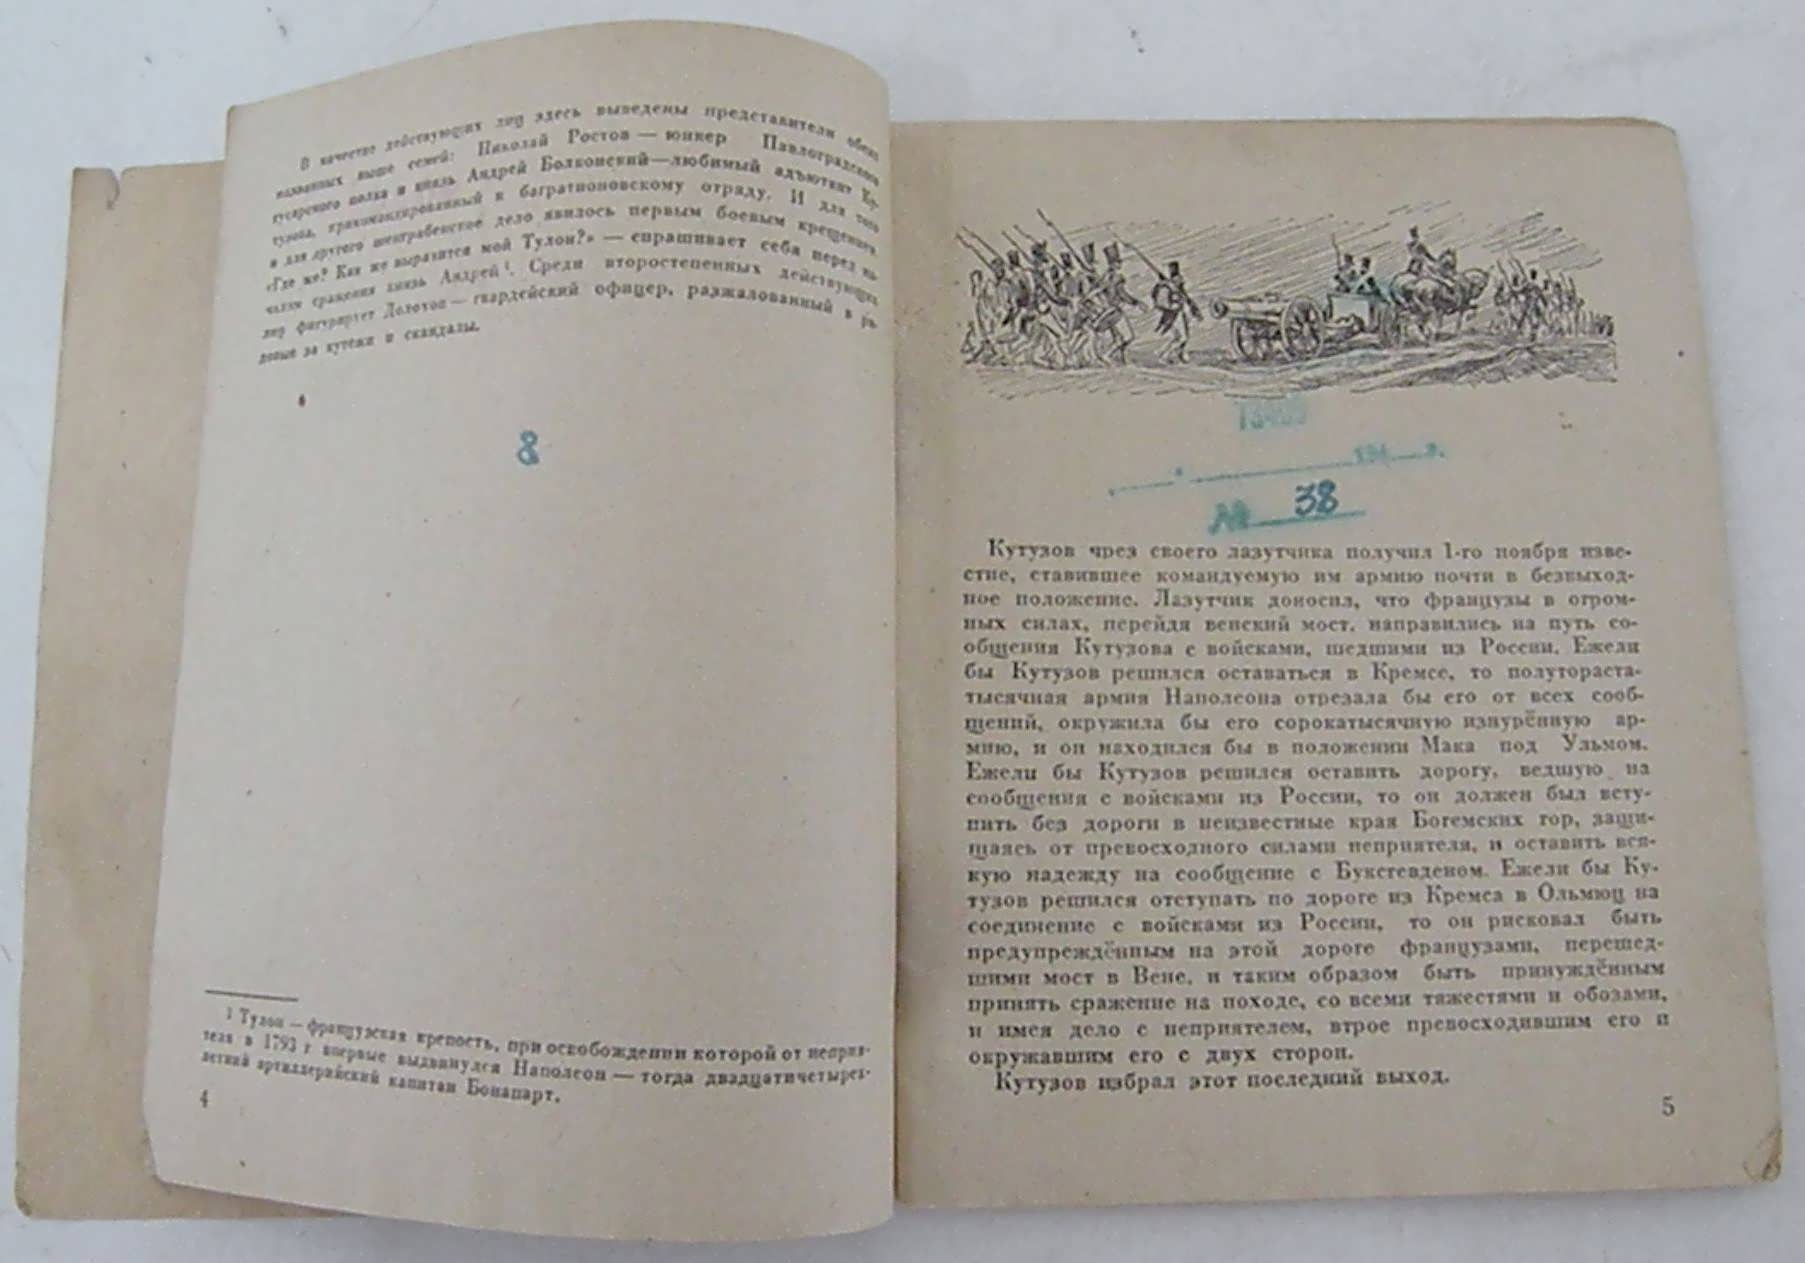 В качестве действующих лиц здесь выведены представители обеих
названных выше семей: Николай Ростов — юнкер Павлоградского
гусарского полка и князь Андрей Болконский—любимый адъютант Ку-
тузова, прикомандированный к багратионовскому отряду. И для того
и для другого шенграбенское дело явилось первым боевым крещением.
«Где же? Как же выразится мой Тулон?» — спрашивает себя перед на-
чалом сражения князь Андрей¹. Среди второстепенных действующих
лиц фигурирует Долохов — гвардейский офицер, разжалованный в ря-
довые за кутежи и скандалы.
8
1 Тулон — французская крепость, при освобождении которой от неприя-
теля в 1793 г впервые выдвинулся Наполеон — тогда двадцатичетырех-
летний артиллерийский капитан Бонапарт.
4
194 г.
№ 38
Кутузов чрез своего лазутчика получил 1-го ноября изве-
стие, ставившее командуемую им армию почти в безвыход-
ное положение. Лазутчик доносил, что французы в огром-
ных силах, перейдя венский мост, направились на путь со-
общения Кутузова с войсками, шедшими из России. Ежели
бы Кутузов решился оставаться в Кремсе, то полутораста-
тысячная армия Наполеона отрезала бы его от всех сооб-
щений, окружила бы его сорокатысячную изнурённую ар-
мию, и он находился бы в положении Мака под Ульмом.
Ежели бы Кутузов решился оставить дорогу, ведшую на
сообщения с войсками из России, то он должен был всту-
пить без дороги в неизвестные края Богемских гор, защи-
щаясь от превосходного силами неприятеля, и оставить вся-
кую надежду на сообщение с Буксгевденом. Ежели бы Ку-
тузов решился отступать по дороге из Кремса в Ольмюц на
соединение с войсками из России, то он рисковал быть
предупреждённым на этой дороге французами, перешед-
шими мост в Вене, и таким образом быть принуждённым
принять сражение на походе, со всеми тяжестями и обозами,
и имея дело с неприятелем, втрое превосходившим его и
окружавшим его с двух сторон.
Кутузов избрал этот последний выход.
5